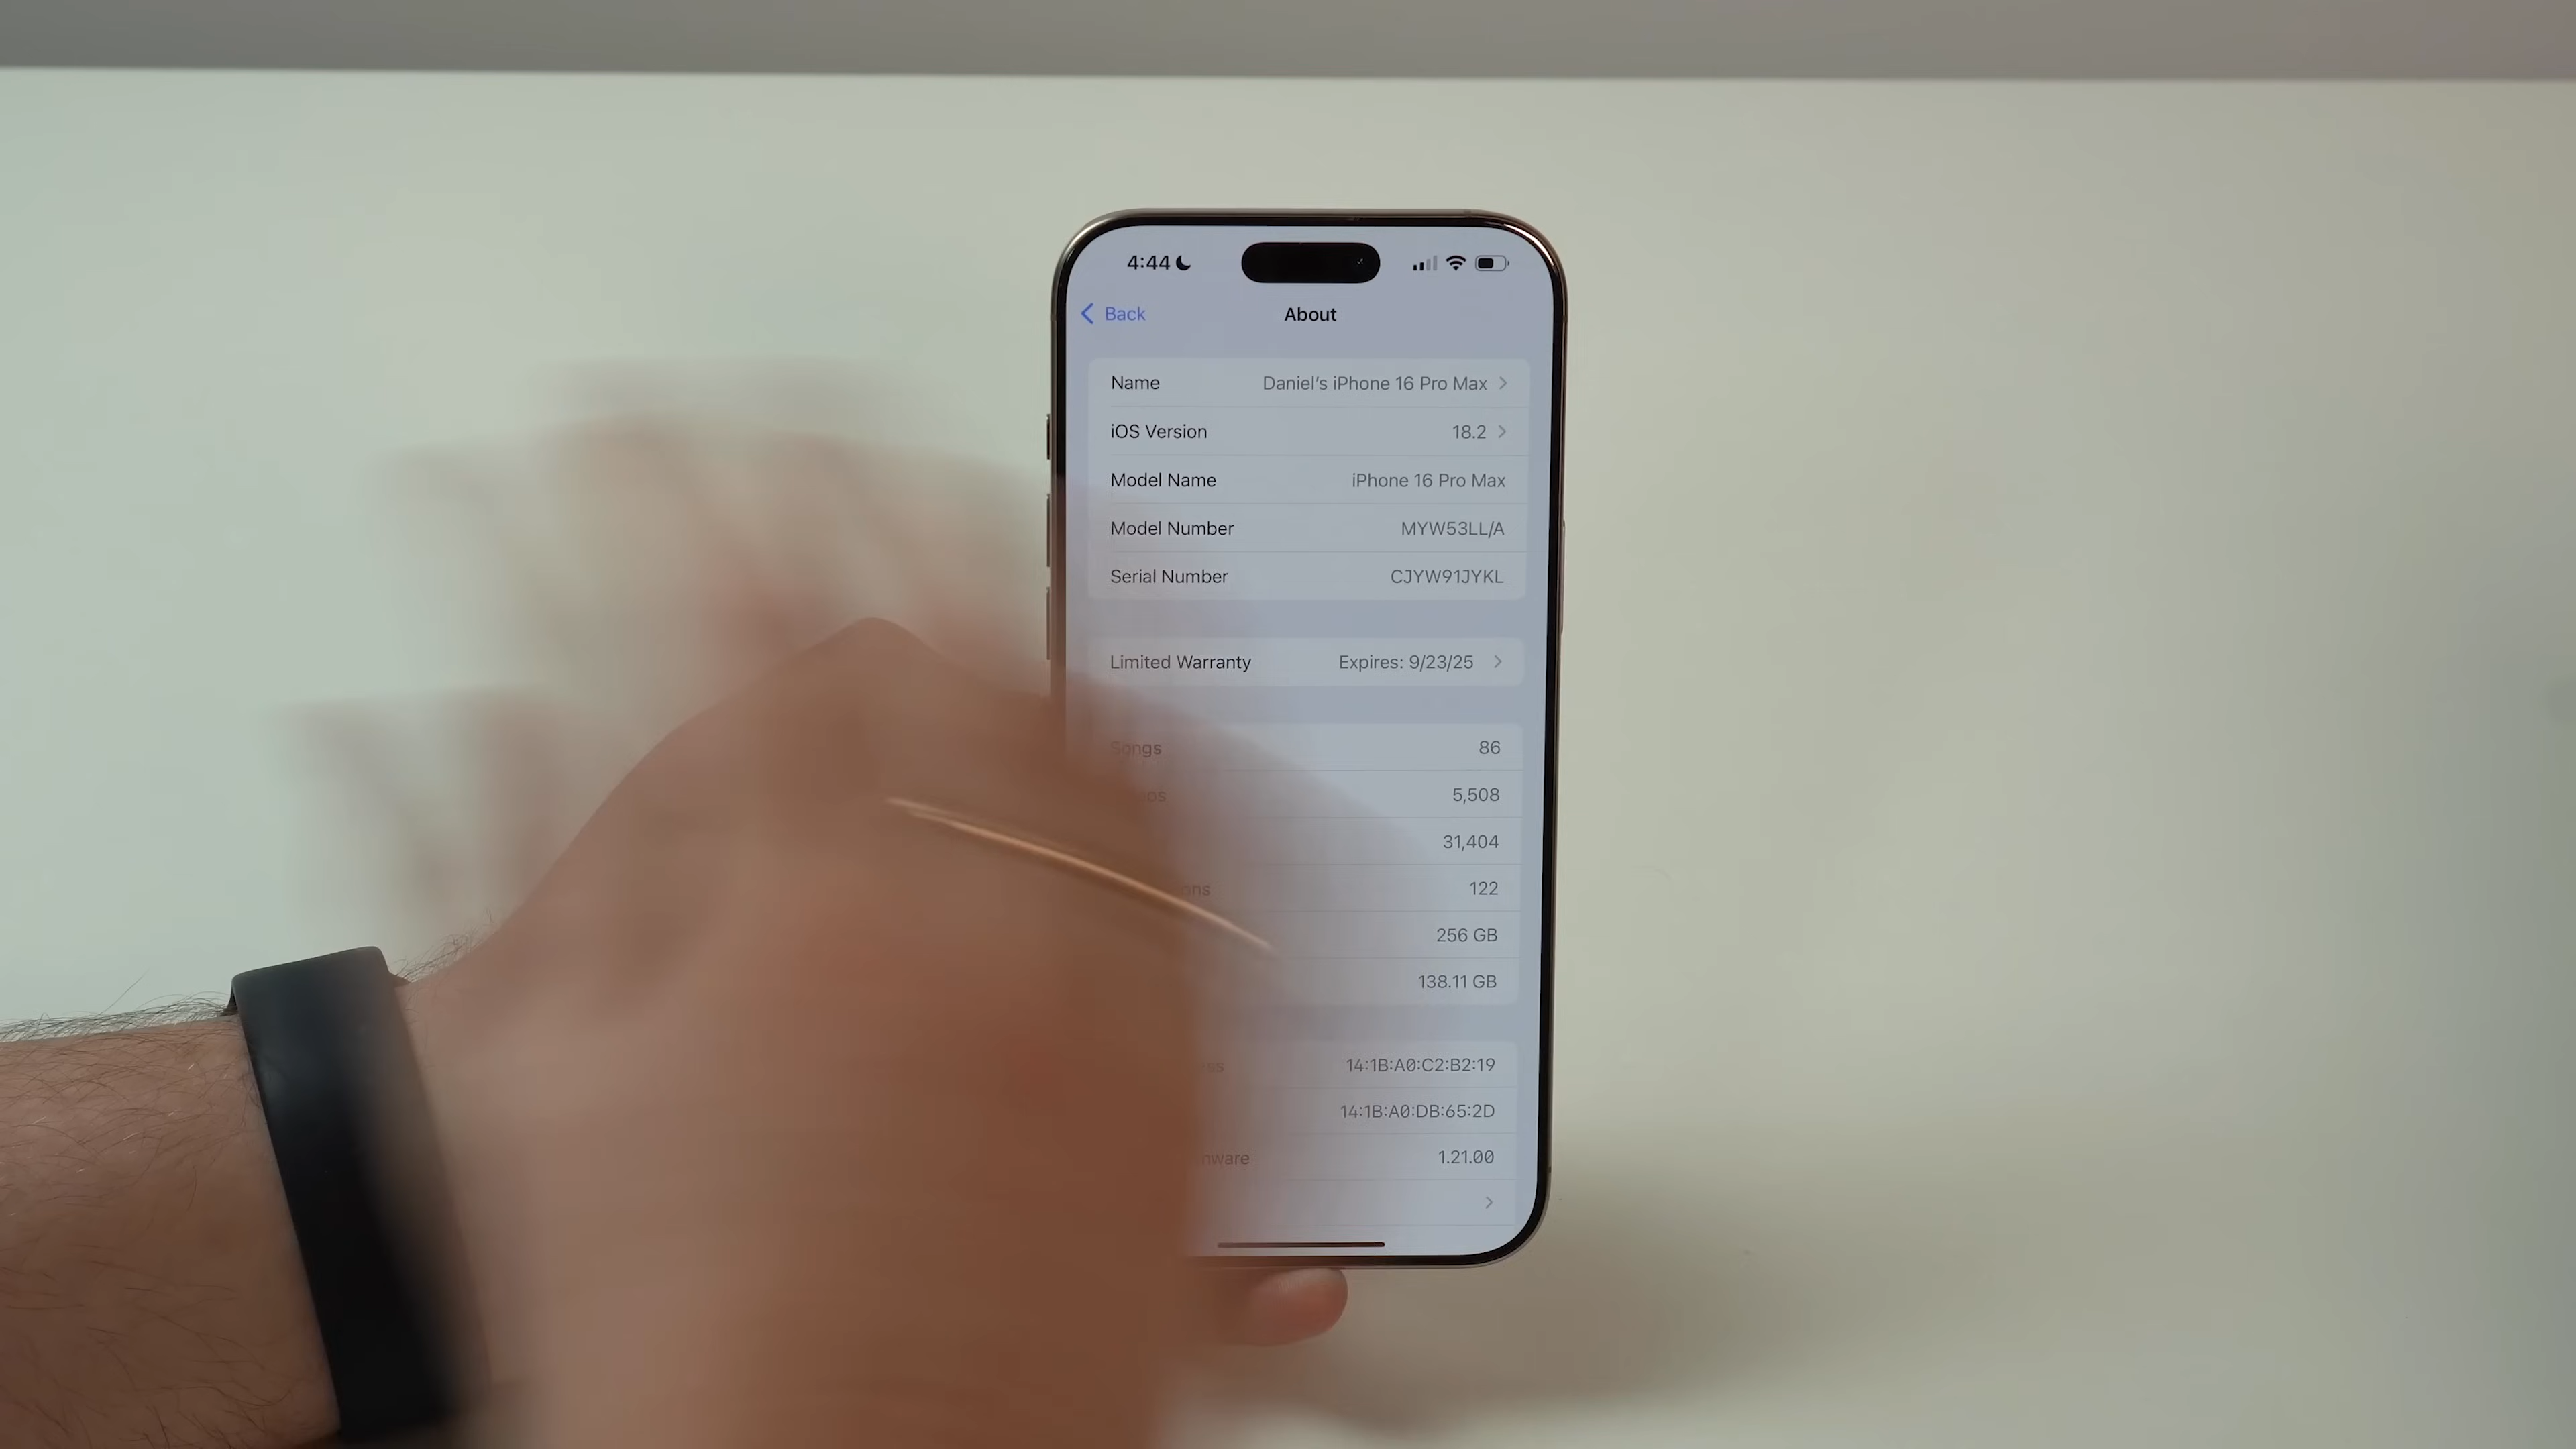 4:44
Back
About
Name Daniel's iPhone 16 Pro Max
iOS Version 18.2
Model Name iPhone 16 Pro Max
Model Number MYW53LL/A
Serial Number CJYW91JYKL
Limited Warranty Expires: 9/23/25
Songs 86
5,508
31,404
122
256 GB
138.11 GB
14:1B:A0:C2:B2:19
14:1B:A0:DB:65:2D
1.21.00